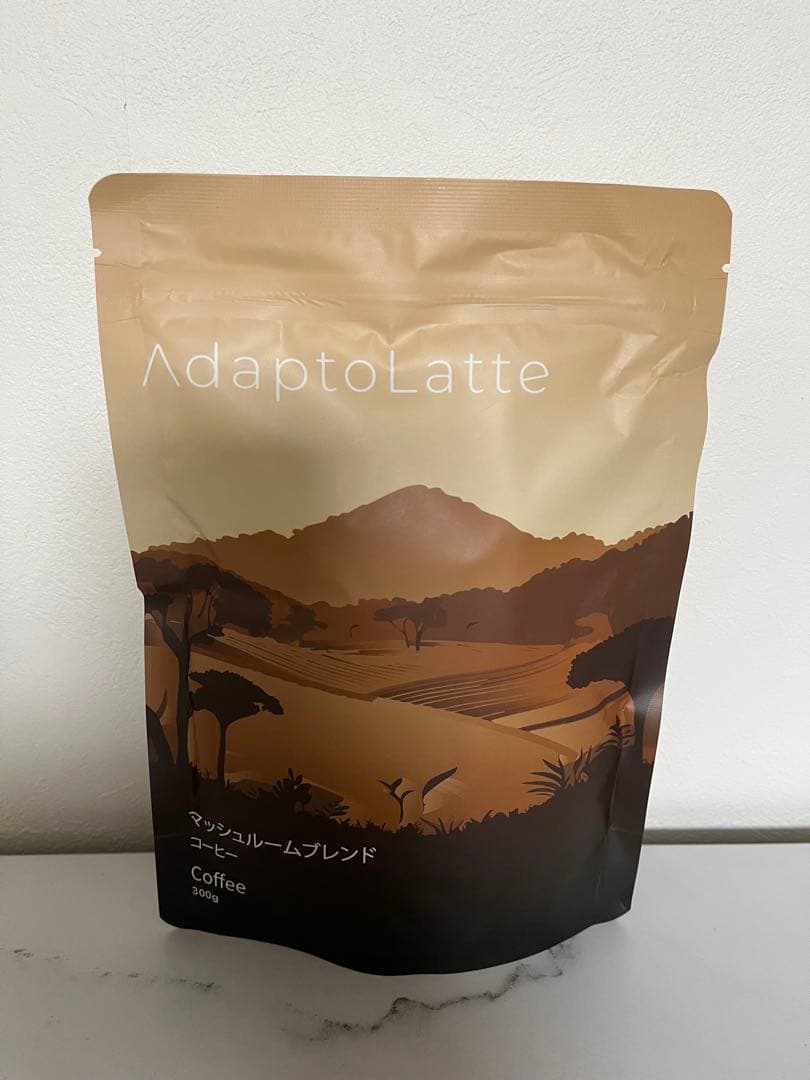 AdaptoLatte
マッシュルームブレンド
コーヒー
Coffee
300g